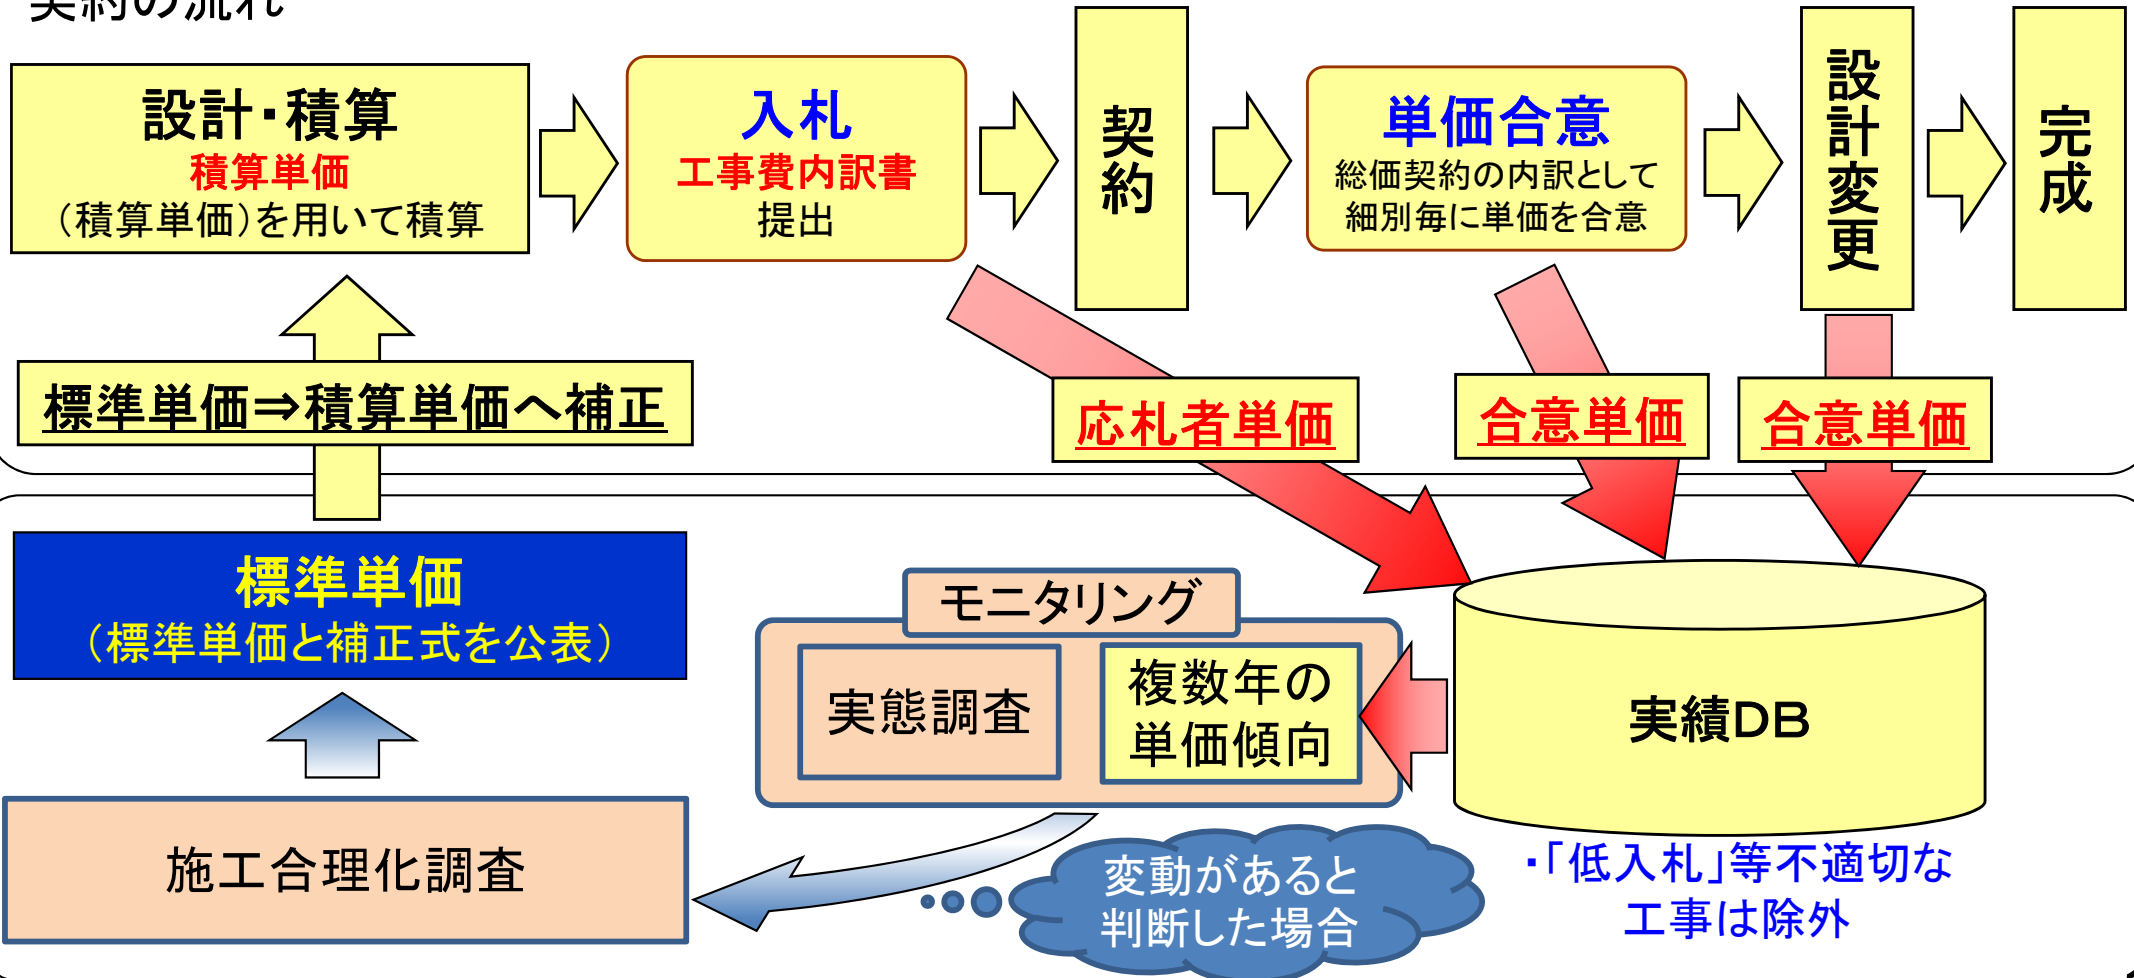 契約の流れ
設計・積算
積算単価
（積算単価）を用いて積算
入札
工事費内訳書
提出
契約
単価合意
総価契約の内訳として
細別毎に単価を合意
設計変更
完成
標準単価⇒積算単価へ補正
応札者単価
合意単価
合意単価
標準単価
（標準単価と補正式を公表）
モニタリング
実態調査
複数年の
単価傾向
実績DB
施工合理化調査
変動があると
判断した場合
・「低入札」等不適切な
工事は除外